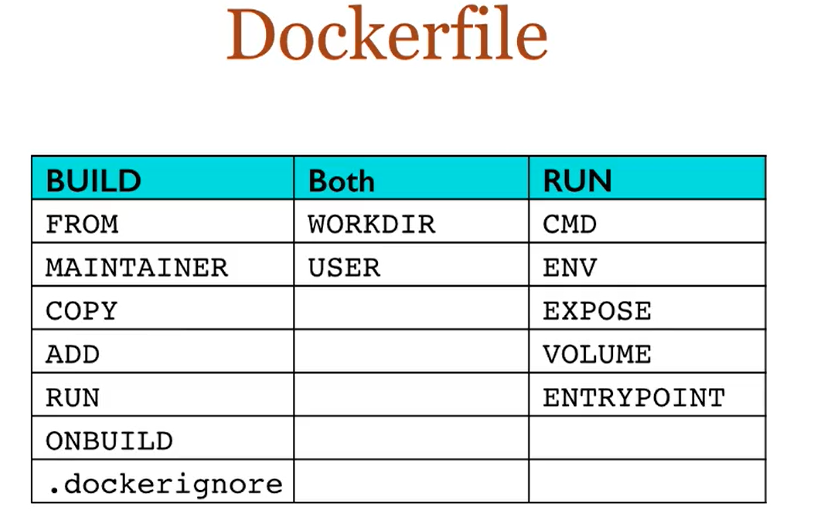 Dockerfile
BUILD Both RUN
FROM WORKDIR CMD
MAINTAINER USER ENV
COPY EXPOSE
ADD VOLUME
RUN ENTRYPOINT
ONBUILD
.dockerignore